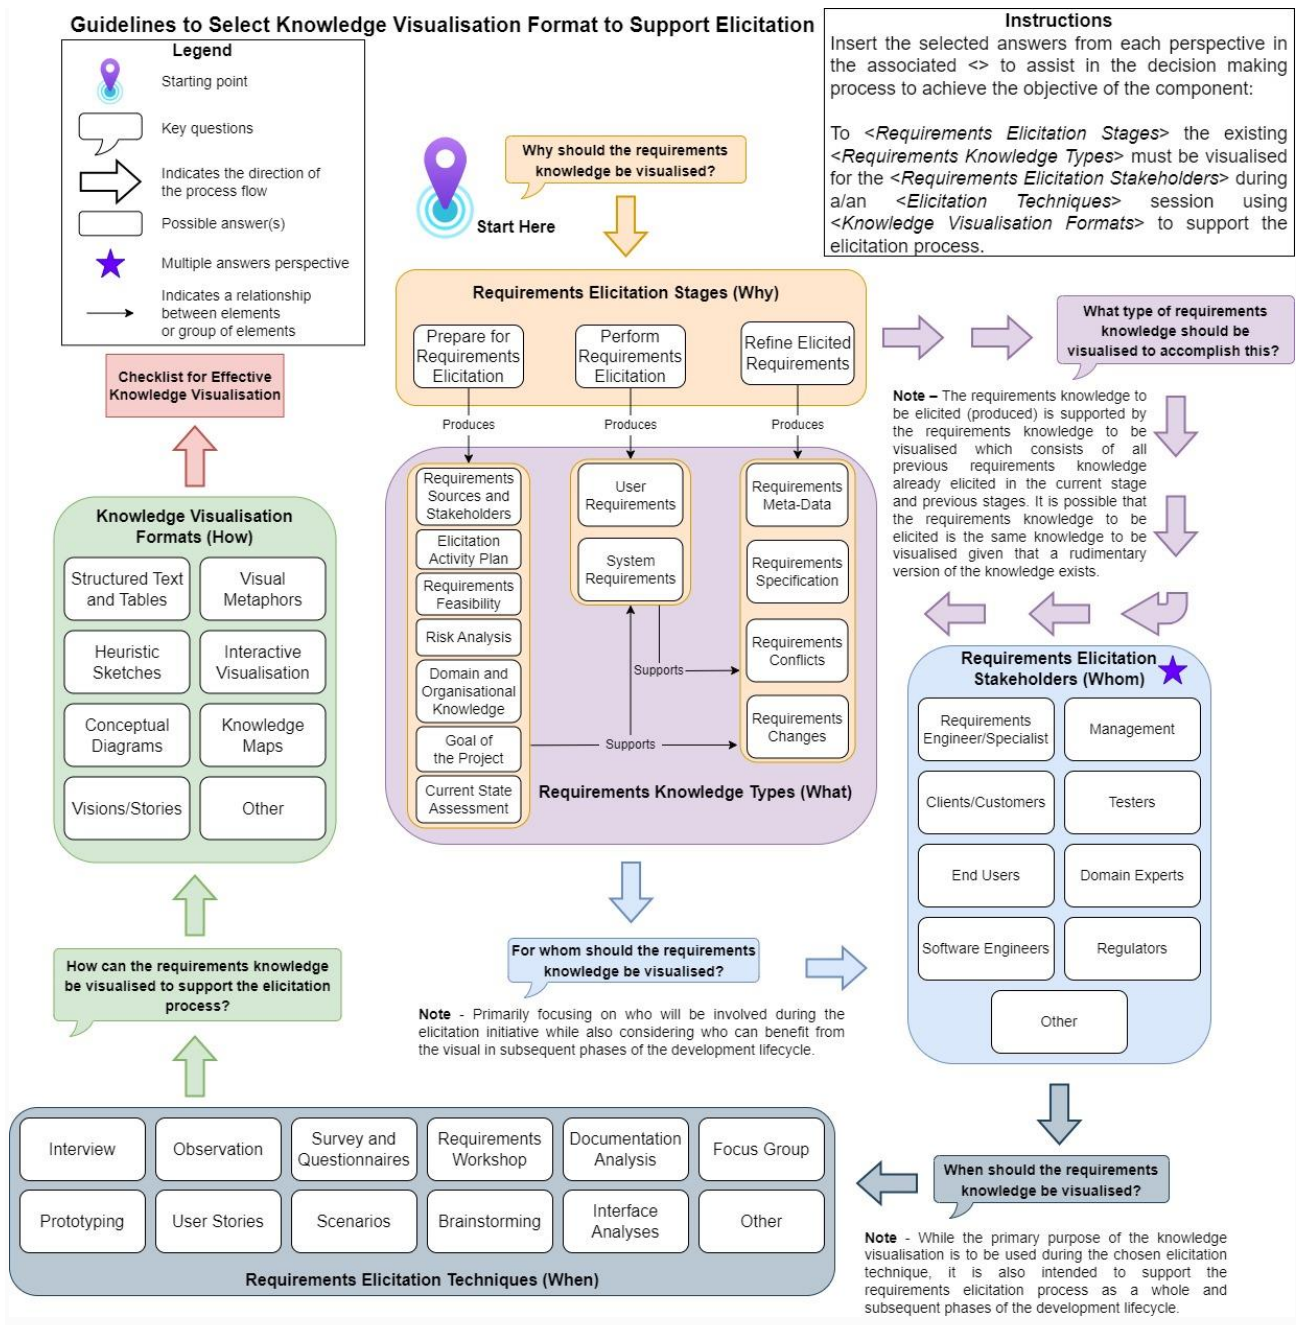 Guidelines to Select Knowledge Visualisation Format to Support Elicitation
Legend
Starting point
Key questions
Indicates the direction of
the process flow
Possible answer(s)
Multiple answers perspective
Indicates a relationship
between elements
or group of elements
Instructions
Insert the selected answers from each perspective in
the associated <> to assist in the decision making
process to achieve the objective of the component:
To <Requirements Elicitation Stages> the existing
<Requirements Knowledge Types> must be visualised
for the <Requirements Elicitation Stakeholders> during
a/an <Elicitation Techniques> session using
<Knowledge Visualisation Formats> to support the
elicitation process.
Start Here
Why should the requirements
knowledge be visualised?
Requirements Elicitation Stages (Why)
Prepare for
Requirements
Elicitation
Perform
Requirements
Elicitation
Refine Elicited
Requirements
Produces
Produces
Produces
What type of requirements
knowledge should be
visualised to accomplish this?
Note – The requirements knowledge to
be elicited (produced) is supported by
the requirements knowledge to be
visualised which consists of all
previous requirements knowledge
already elicited in the current stage
and previous stages. It is possible that
the requirements knowledge to be
elicited is the same knowledge to be
visualised given that a rudimentary
version of the knowledge exists.
Requirements
Sources and
Stakeholders
Elicitation
Activity Plan
Requirements
Feasibility
Risk Analysis
Domain and
Organisational
Knowledge
Goal of
the Project
Current State
Assessment
User
Requirements
System
Requirements
Supports
Supports
Requirements
Meta-Data
Requirements
Specification
Requirements
Conflicts
Requirements
Changes
Requirements Knowledge Types (What)
For whom should the requirements
knowledge be visualised?
Note - Primarily focusing on who will be involved during the
elicitation initiative while also considering who can benefit from
the visual in subsequent phases of the development lifecycle.
Requirements Elicitation
Stakeholders (Whom)
Requirements
Engineer/Specialist
Management
Clients/Customers
Testers
End Users
Domain Experts
Software Engineers
Regulators
Other
When should the requirements
knowledge be visualised?
Note - While the primary purpose of the knowledge
visualisation is to be used during the chosen elicitation
technique, it is also intended to support the
requirements elicitation process as a whole and
subsequent phases of the development lifecycle.
Interview
Observation
Survey and
Questionnaires
Requirements
Workshop
Documentation
Analysis
Focus Group
Prototyping
User Stories
Scenarios
Brainstorming
Interface
Analyses
Other
Requirements Elicitation Techniques (When)
How can the requirements knowledge
be visualised to support the elicitation
process?
Knowledge Visualisation
Formats (How)
Structured Text
and Tables
Visual
Metaphors
Heuristic
Sketches
Interactive
Visualisation
Conceptual
Diagrams
Knowledge
Maps
Visions/Stories
Other
Checklist for Effective
Knowledge Visualisation